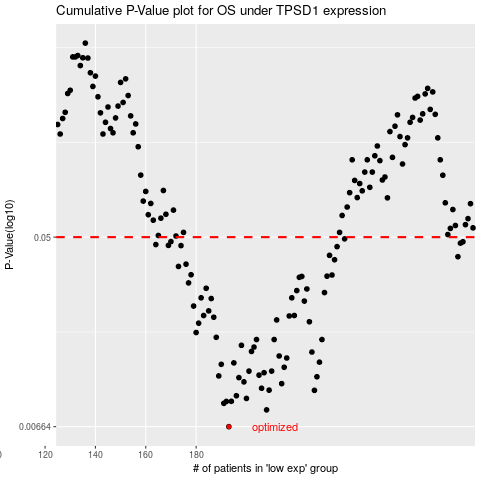 Cumulative P-Value plot for OS under TPSD1 expression
P-Value(log10)
0.05
0.00664
optimized
0 120 140 160 180
# of patients in 'low exp' group